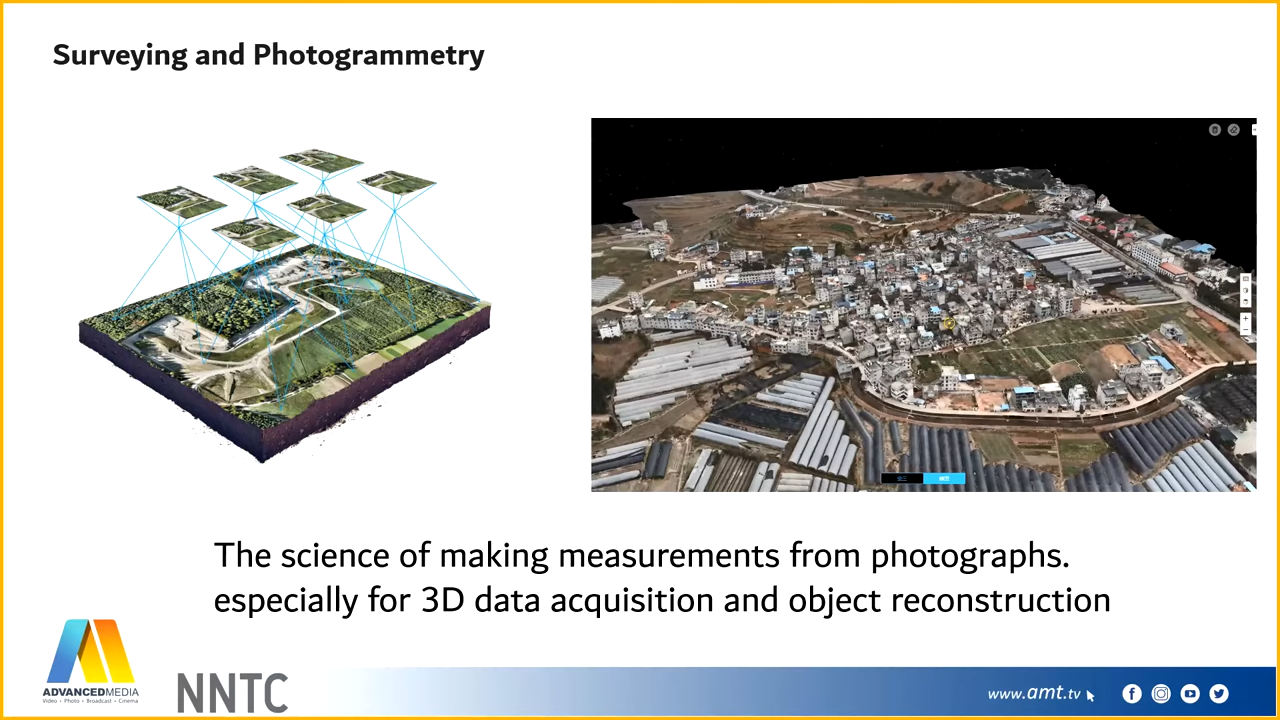 Surveying and Photogrammetry
The science of making measurements from photographs.
especially for 3D data acquisition and object reconstruction
ADVANCEDMEDIA
Video • Photo • Broadcast • Cinema
NNTC
www.amt.tv